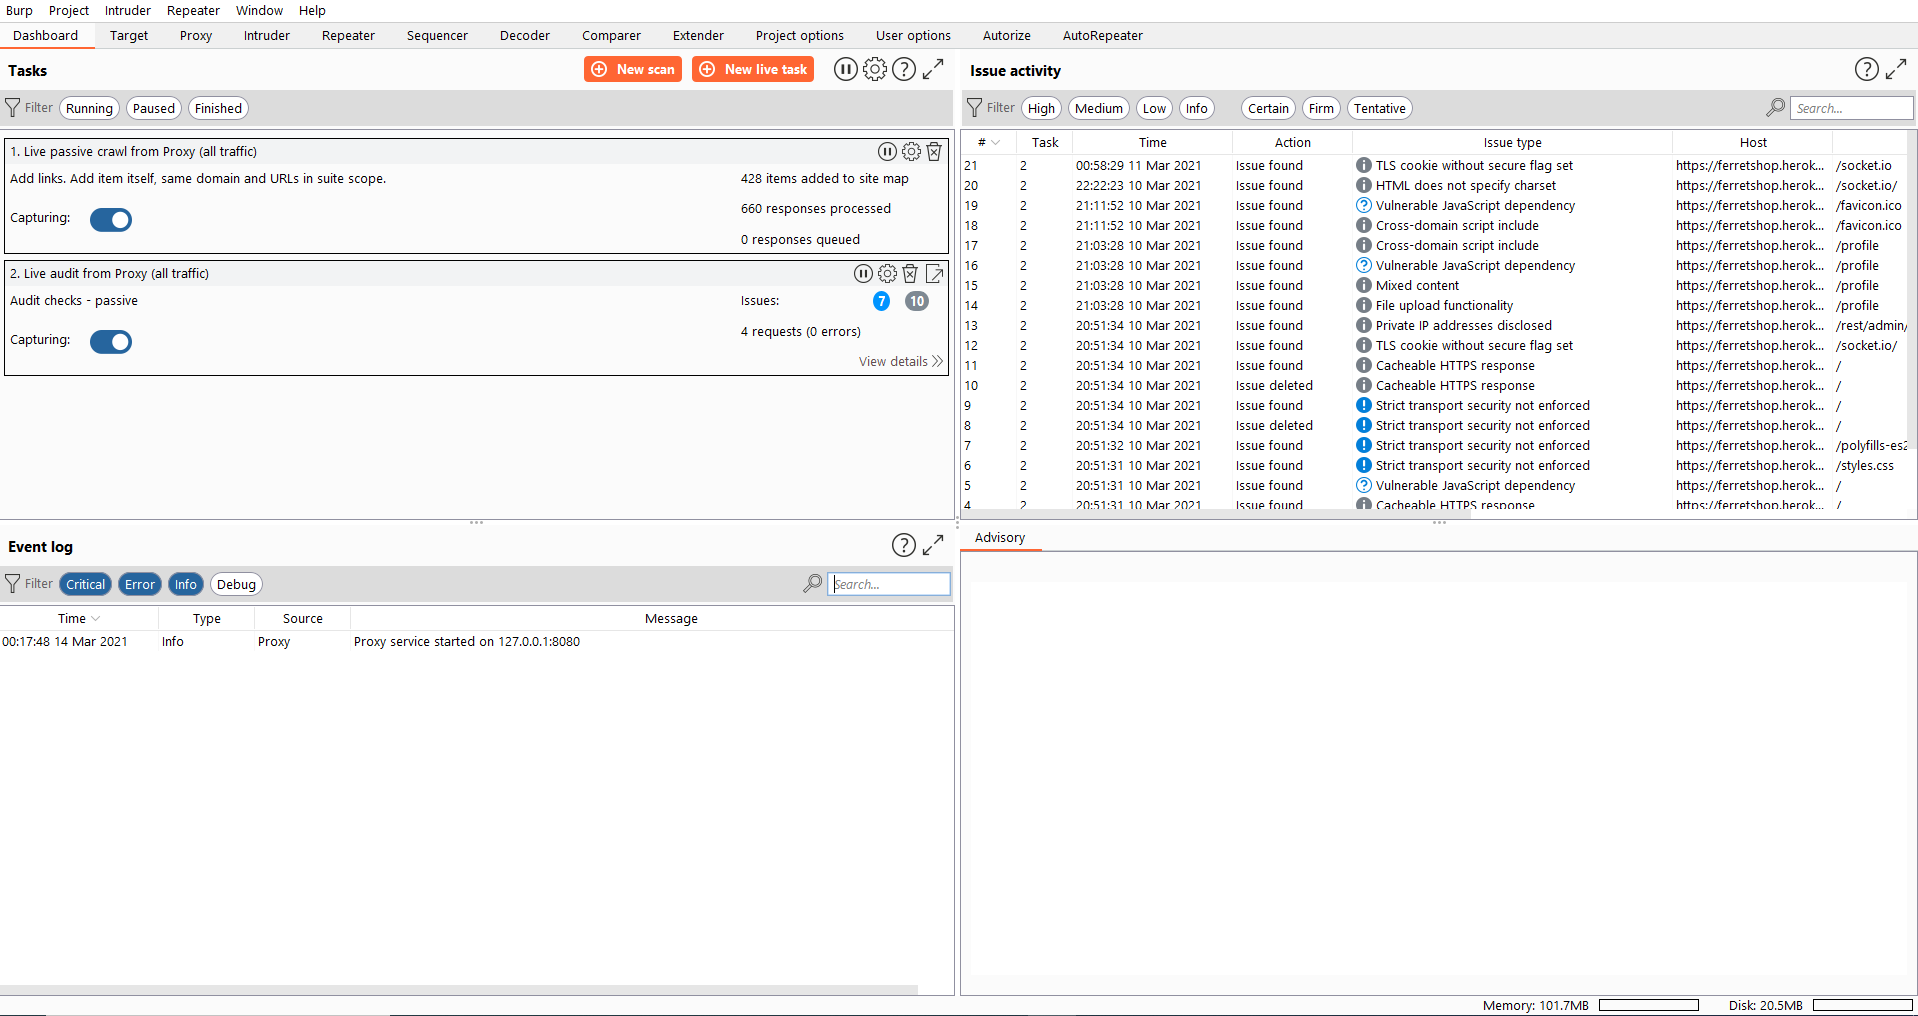 Burp Project Intruder Repeater Window Help
Dashboard Target Proxy Intruder Repeater Sequencer Decoder Comparer Extender Project options User options Autorize AutoRepeater
Tasks New scan New live task
Filter Running Paused Finished
1. Live passive crawl from Proxy (all traffic)
Add links. Add item itself, same domain and URLs in suite scope. 428 items added to site map
660 responses processed
Capturing:
0 responses queued
2. Live audit from Proxy (all traffic)
Audit checks - passive Issues: 7 10
4 requests (0 errors)
Capturing:
View details
Issue activity
Filter High Medium Low Info Certain Firm Tentative Search...
# Task Time Action Issue type Host
21 2 00:58:29 11 Mar 2021 Issue found TLS cookie without secure flag set https://ferretshop.herok... /socket.io
20 2 22:22:23 10 Mar 2021 Issue found HTML does not specify charset https://ferretshop.herok... /socket.io/
19 2 21:11:52 10 Mar 2021 Issue found Vulnerable JavaScript dependency https://ferretshop.herok... /favicon.ico
18 2 21:11:52 10 Mar 2021 Issue found Cross-domain script include https://ferretshop.herok... /favicon.ico
17 2 21:03:28 10 Mar 2021 Issue found Cross-domain script include https://ferretshop.herok... /profile
16 2 21:03:28 10 Mar 2021 Issue found Vulnerable JavaScript dependency https://ferretshop.herok... /profile
15 2 21:03:28 10 Mar 2021 Issue found Mixed content https://ferretshop.herok... /profile
14 2 21:03:28 10 Mar 2021 Issue found File upload functionality https://ferretshop.herok... /profile
13 2 20:51:34 10 Mar 2021 Issue found Private IP addresses disclosed https://ferretshop.herok... /rest/admin/
12 2 20:51:34 10 Mar 2021 Issue found TLS cookie without secure flag set https://ferretshop.herok... /socket.io/
11 2 20:51:34 10 Mar 2021 Issue found Cacheable HTTPS response https://ferretshop.herok... /
10 2 20:51:34 10 Mar 2021 Issue deleted Cacheable HTTPS response https://ferretshop.herok... /
9 2 20:51:34 10 Mar 2021 Issue found Strict transport security not enforced https://ferretshop.herok... /
8 2 20:51:34 10 Mar 2021 Issue deleted Strict transport security not enforced https://ferretshop.herok... /
7 2 20:51:32 10 Mar 2021 Issue found Strict transport security not enforced https://ferretshop.herok... /polyfills-es2
6 2 20:51:31 10 Mar 2021 Issue found Strict transport security not enforced https://ferretshop.herok... /styles.css
5 2 20:51:31 10 Mar 2021 Issue found Vulnerable JavaScript dependency https://ferretshop.herok... /
4 2 20:51:31 10 Mar 2021 Issue found Cacheable HTTPS response https://ferretshop.herok... /
Event log
Filter Critical Error Info Debug Search...
Time Type Source Message
00:17:48 14 Mar 2021 Info Proxy Proxy service started on 127.0.0.1:8080
Advisory
Memory: 101.7MB Disk: 20.5MB